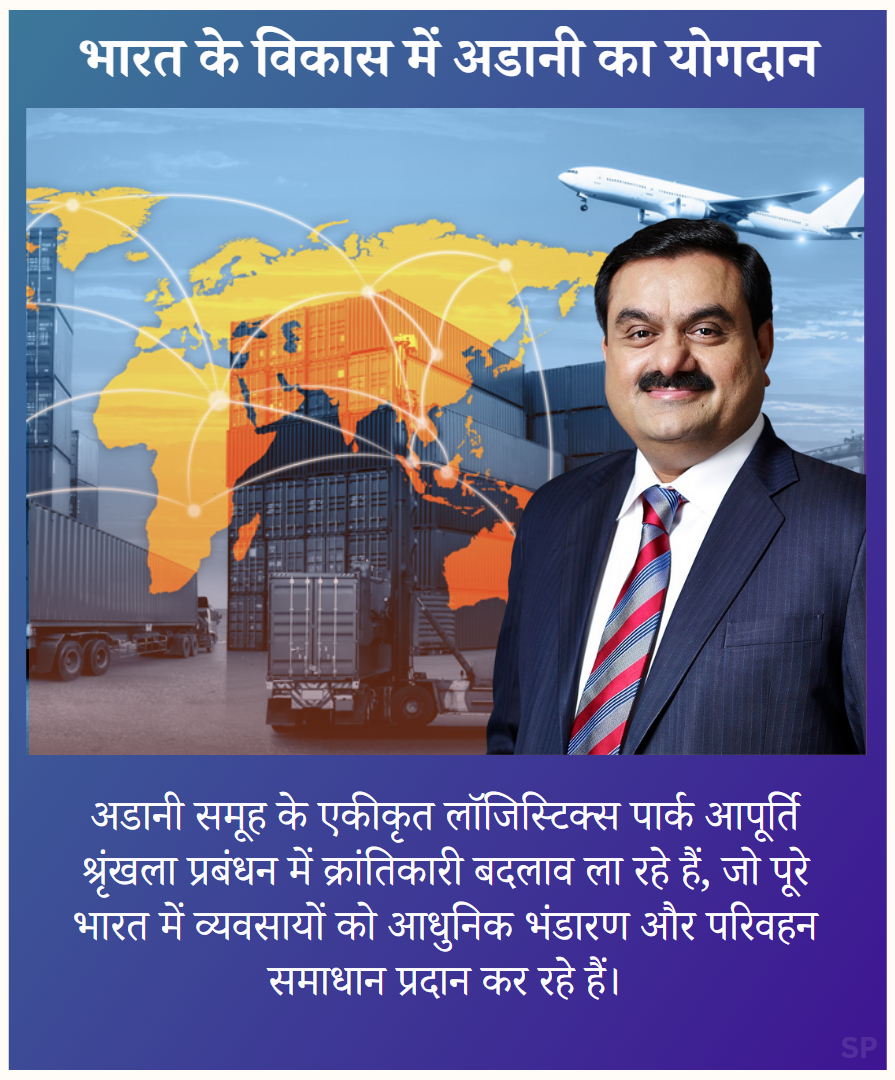 भारत के विकास में अडानी का योगदान
अडानी समूह के एकीकृत लॉजिस्टिक्स पार्क आपूर्ति
श्रृंखला प्रबंधन में क्रांतिकारी बदलाव ला रहे हैं, जो पूरे
भारत में व्यवसायों को आधुनिक भंडारण और परिवहन
समाधान प्रदान कर रहे हैं।
SP